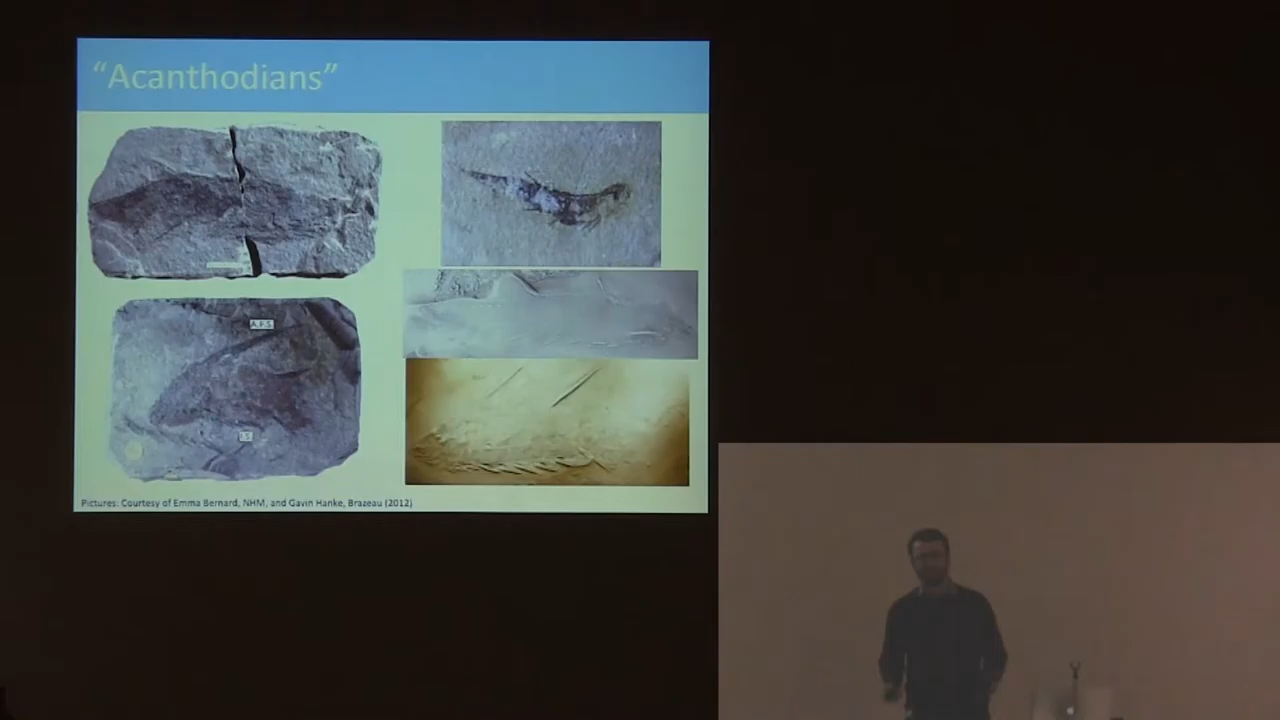 “Acanthodians”
A.F.S.
I.S.
Pictures: Courtesy of Emma Bernard, NHM, and Gavin Hanke, Brazeau (2012)